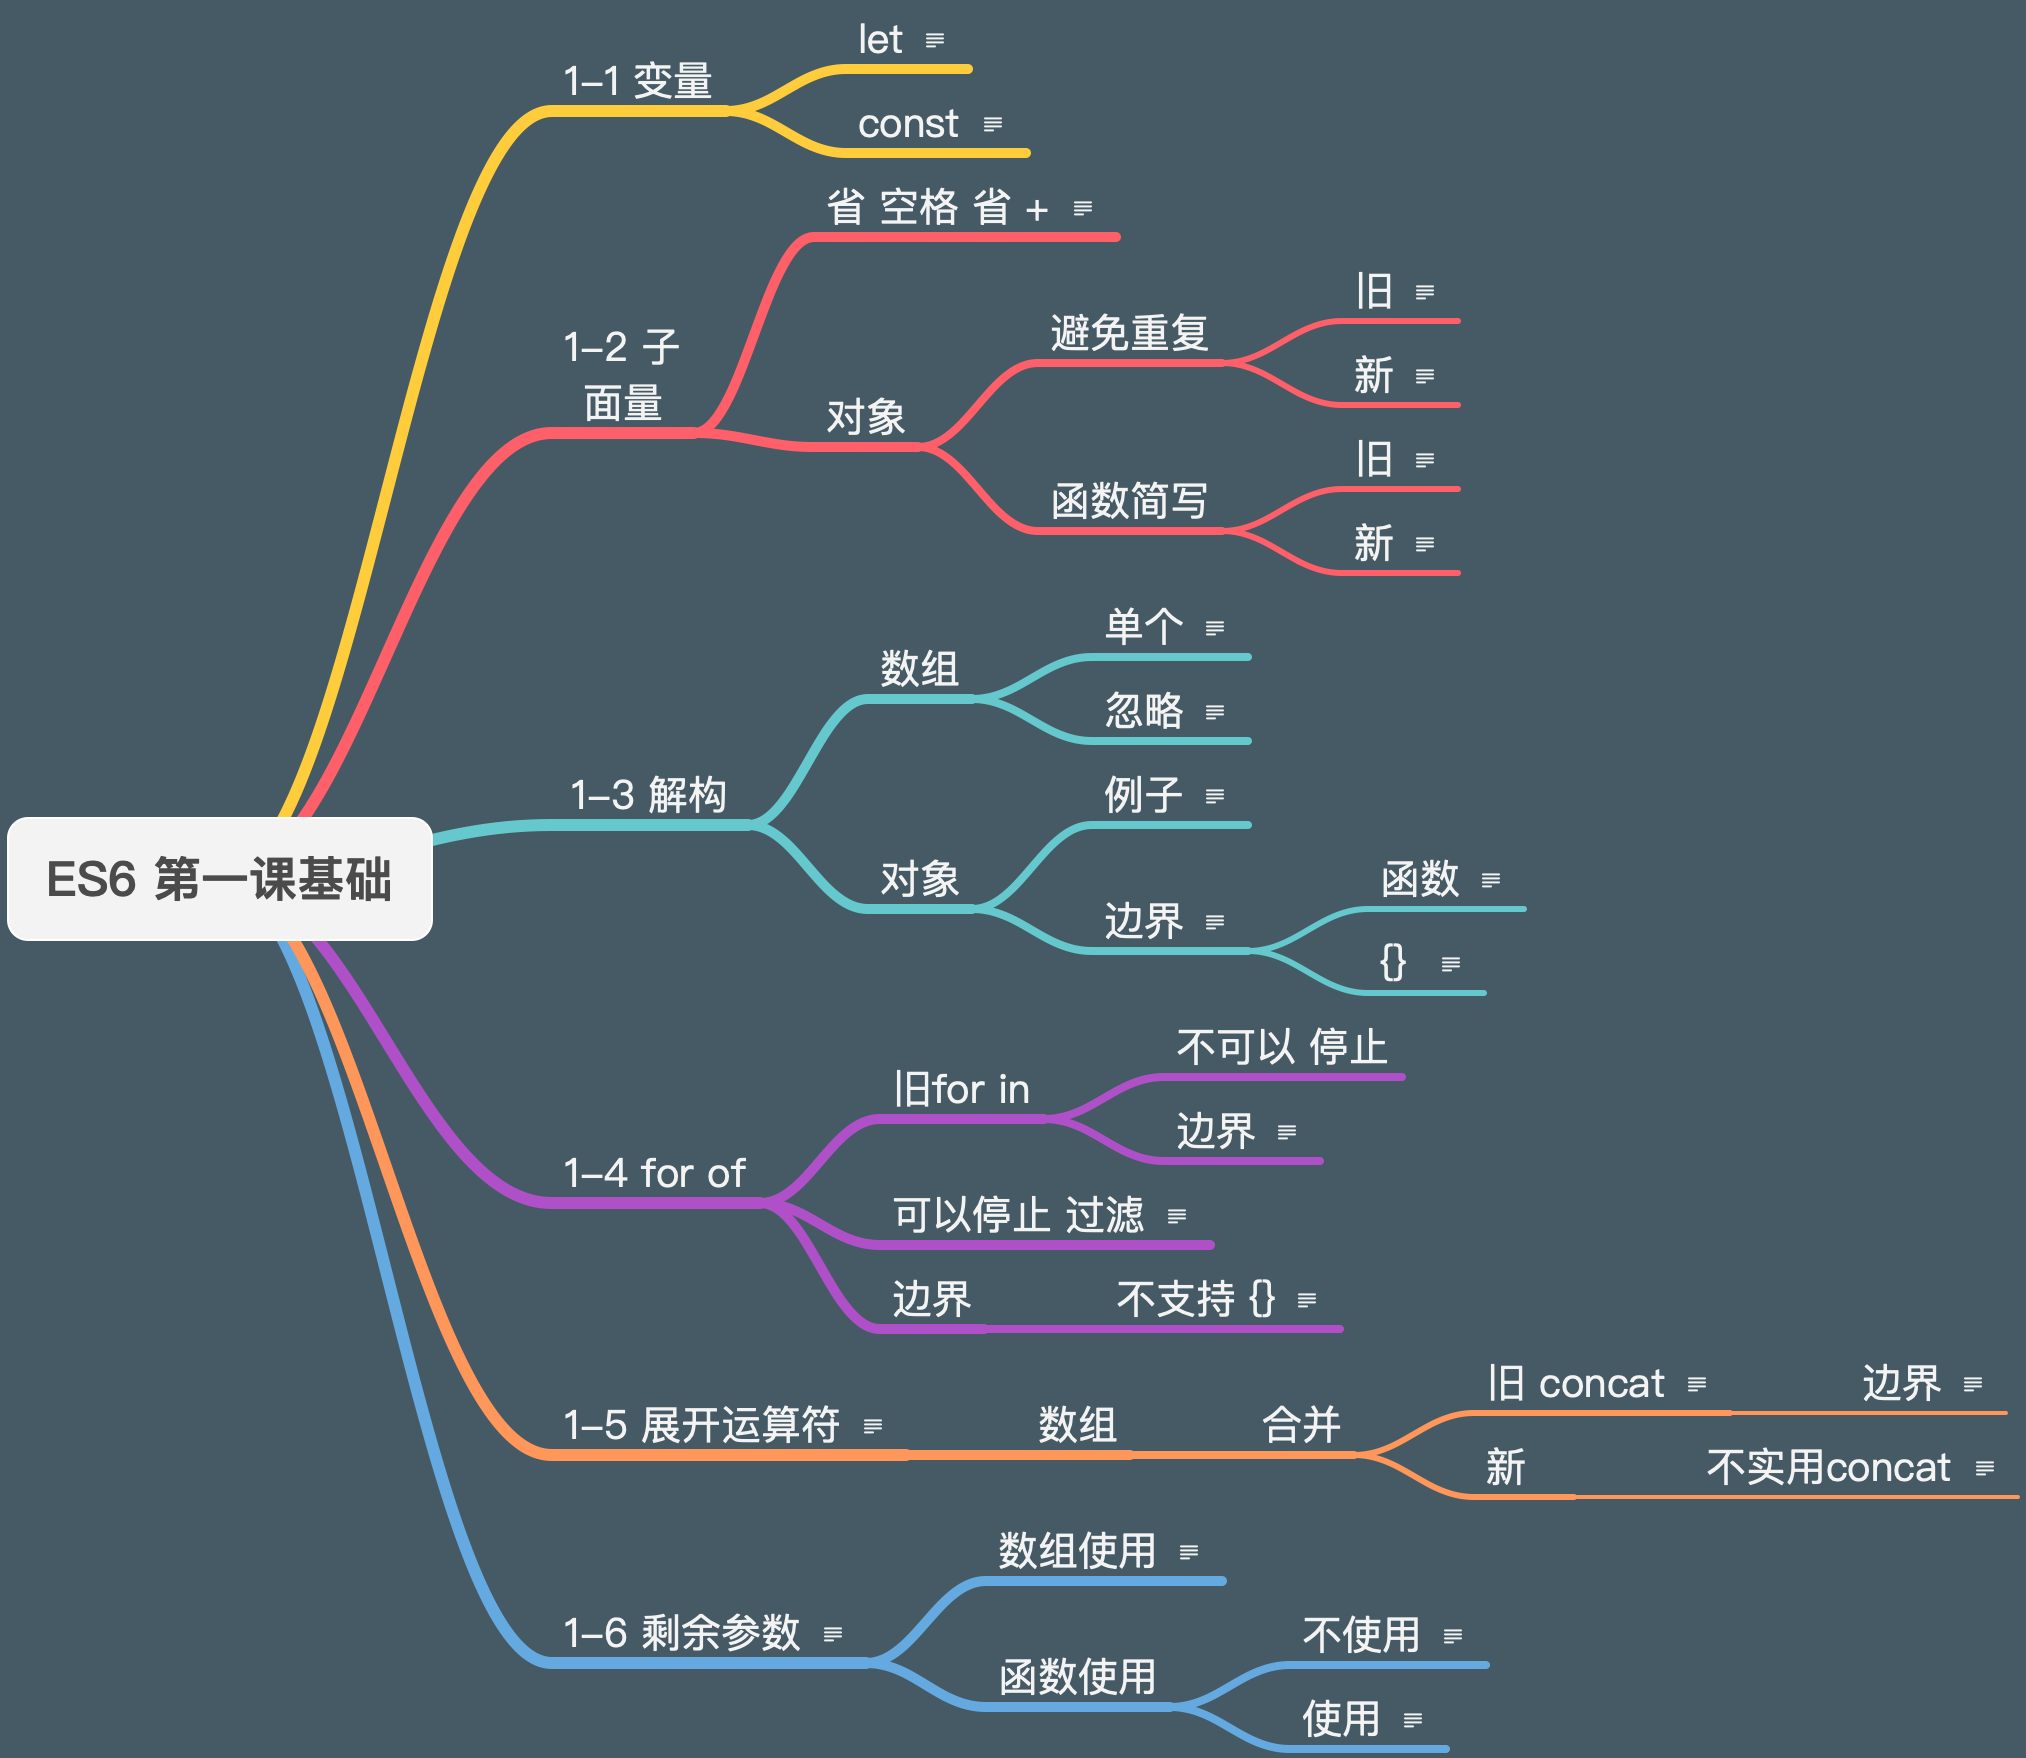 let
1-1 变量
const
省 空格 省 +
旧
避免重复
新
1-2 子
面量
对象
旧
函数简写
新
单个
数组
忽略
1-3 解构
例子
对象
函数
边界
{}
ES6 第一课基础
不可以 停止
旧for in
边界
1-4 for of
可以停止 过滤
边界 不支持 {}
旧 concat 边界
1-5 展开运算符 数组 合并
新 不实用concat
数组使用
1-6 剩余参数
不使用
函数使用
使用